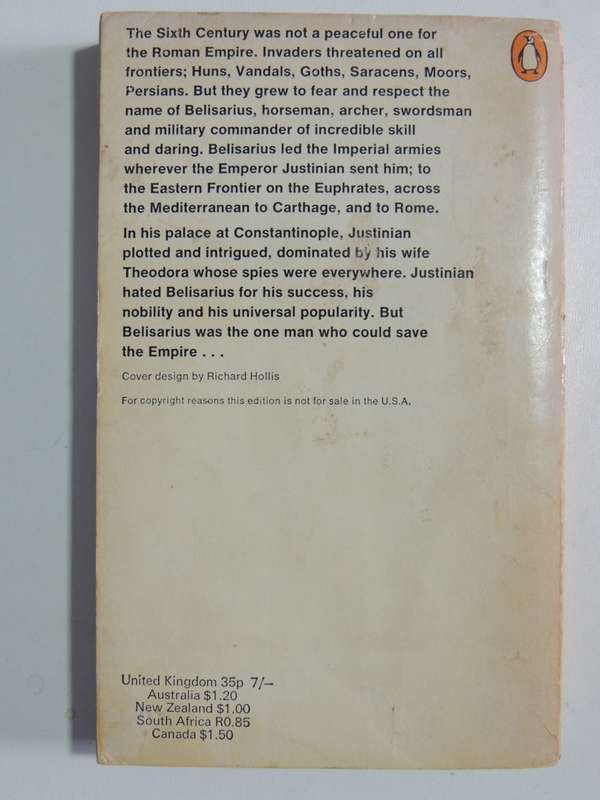 The Sixth Century was not a peaceful one for
the Roman Empire. Invaders threatened on all
frontiers; Huns, Vandals, Goths, Saracens, Moors,
Persians. But they grew to fear and respect the
name of Belisarius, horseman, archer, swordsman
and military commander of incredible skill
and daring. Belisarius led the Imperial armies
wherever the Emperor Justinian sent him; to
the Eastern Frontier on the Euphrates, across
the Mediterranean to Carthage, and to Rome.
In his palace at Constantinople, Justinian
plotted and intrigued, dominated by his wife
Theodora whose spies were everywhere. Justinian
hated Belisarius for his success, his
nobility and his universal popularity. But
Belisarius was the one man who could save
the Empire . . .
Cover design by Richard Hollis
For copyright reasons this edition is not for sale in the U.S.A.
United Kingdom 35p 7/–
Australia $1.20
New Zealand $1.00
South Africa R0.85
Canada $1.50